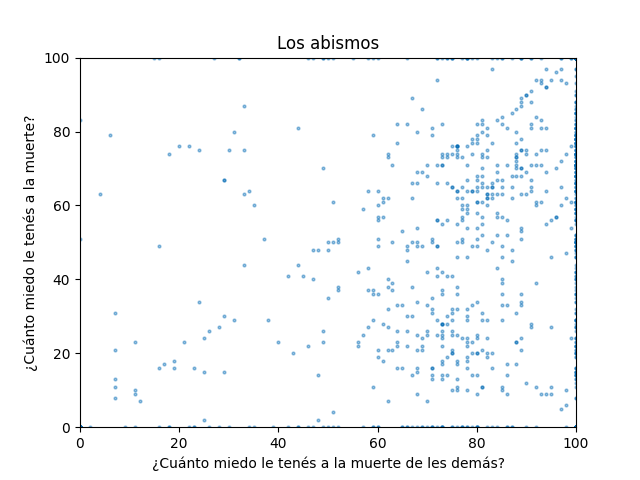 Los abismos
100
80
60
40
20
0
¿Cuánto miedo le tenés a la muerte?
0 20 40 60 80 100
¿Cuánto miedo le tenés a la muerte de les demás?